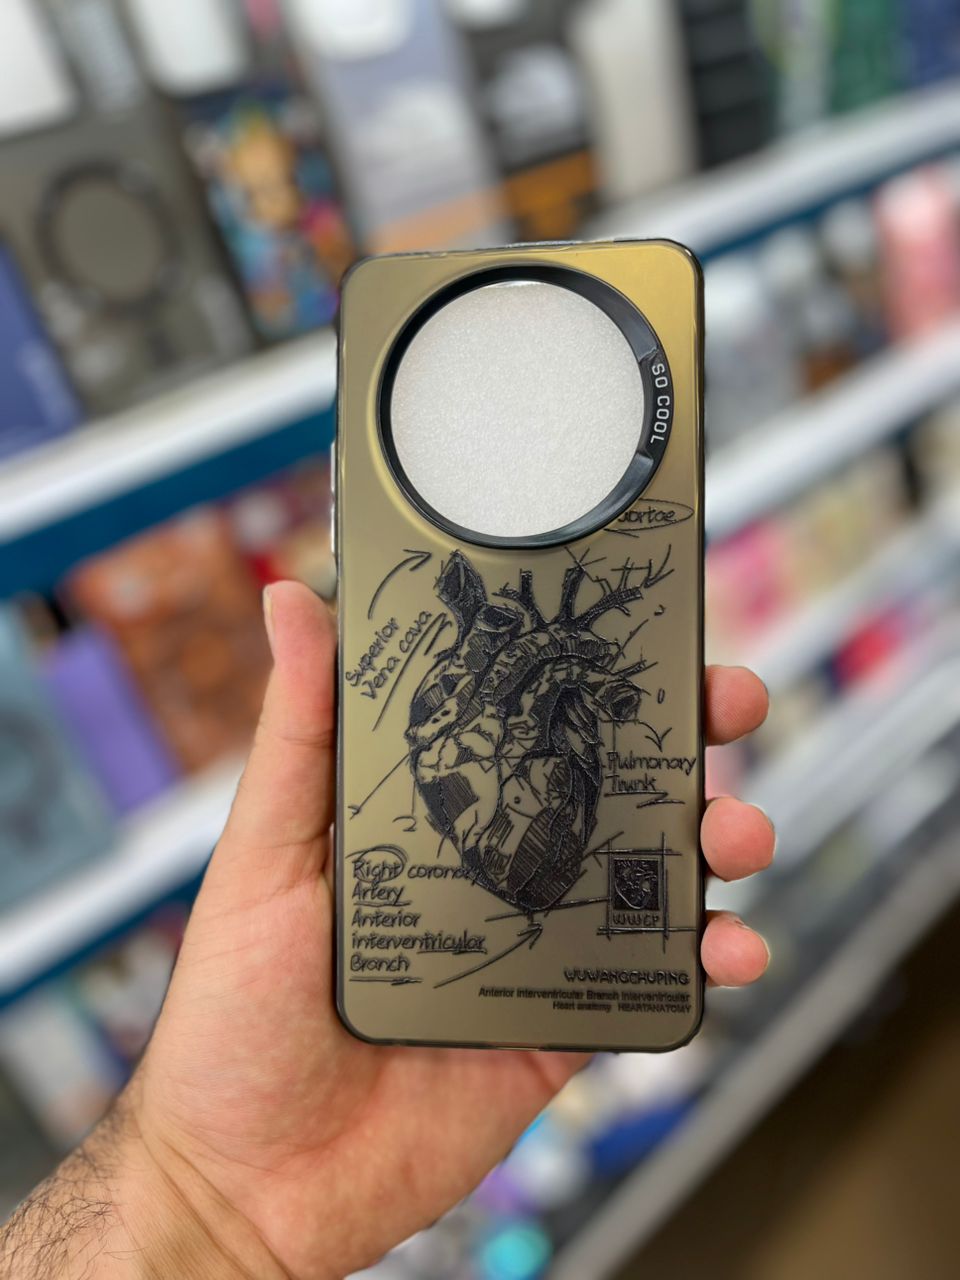 SO COOL
aortae
Superior
Vena cava
Pulmonary
Trunk
Right coronary
Artery
Anterior
interventricular
Branch
WWCP
WUWANGCHUPING
Anterior interventricular Branch interventricular
Heart anatomy HEARTANATOMY